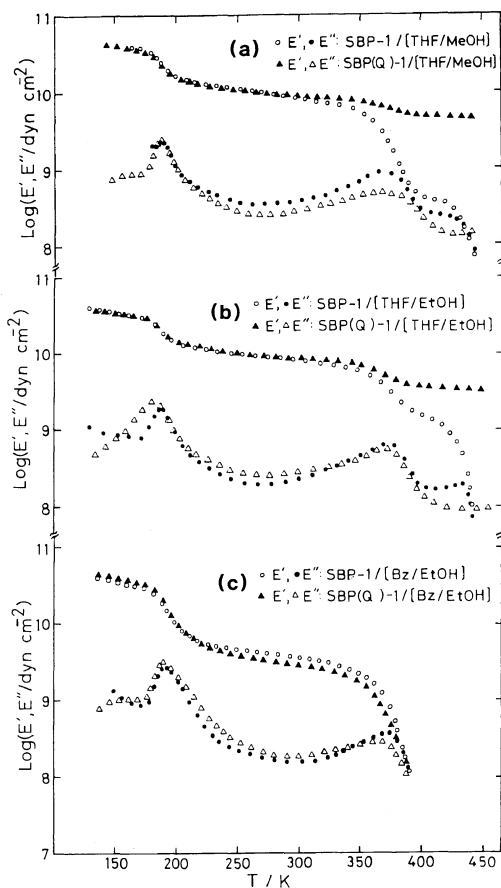 (a)
○ E', ● E'': SBP-1/[THF/MeOH]
▲ E', △ E'': SBP(Q)-1/[THF/MeOH]
Log(E', E''/dyn cm⁻²)
11
10
9
8
(b)
○ E', ● E'': SBP-1/[THF/EtOH]
▲ E', △ E'': SBP(Q)-1/[THF/EtOH]
Log(E', E''/dyn cm⁻²)
11
10
9
8
(c)
○ E', ● E'': SBP-1/[Bz/EtOH]
▲ E', △ E'': SBP(Q)-1/[Bz/EtOH]
Log(E', E''/dyn cm⁻²)
11
10
9
8
7
150 200 250 300 350 400 450
T / K